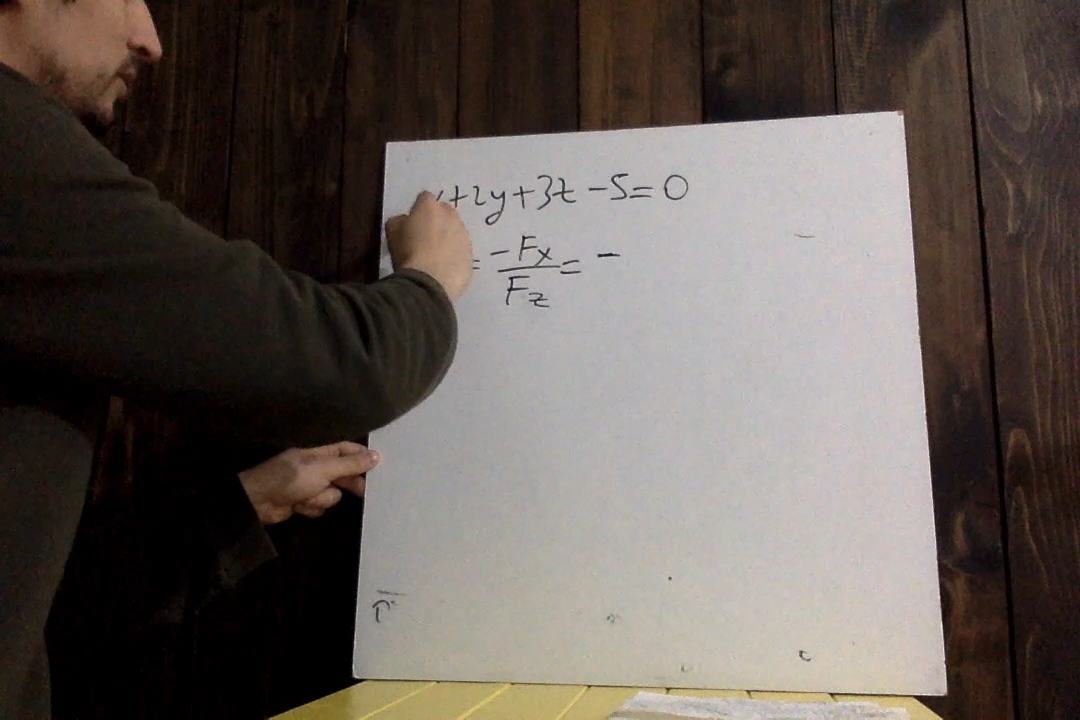 x+2y+3z-5=0
= -Fx/Fz = -